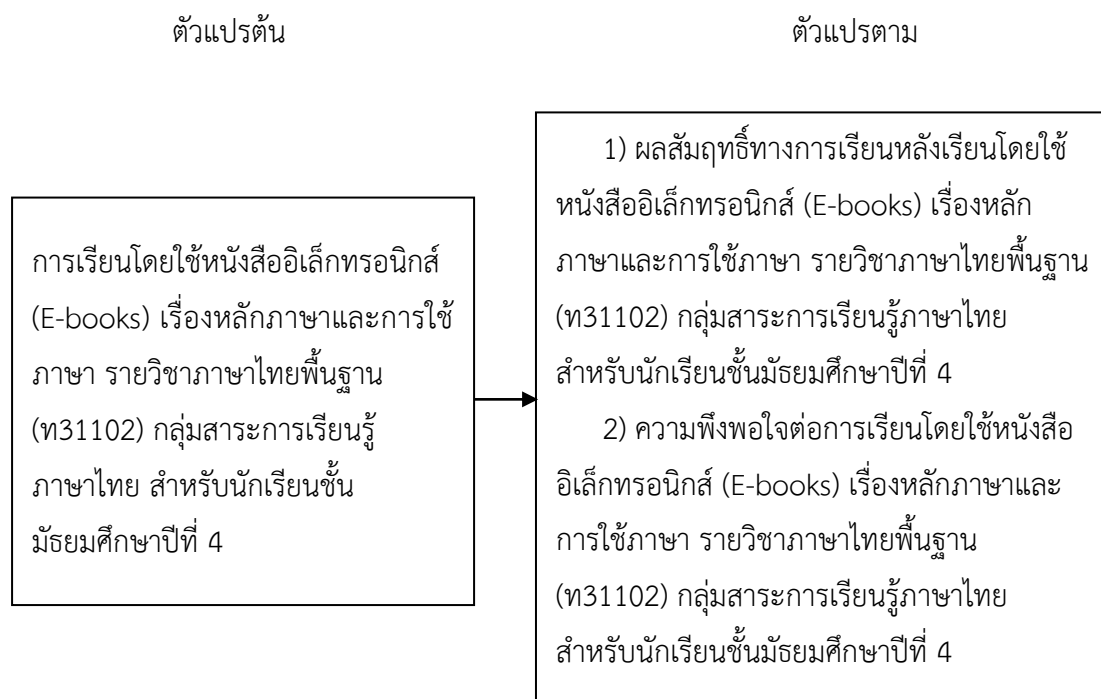 ตัวแปรต้น
ตัวแปรตาม
การเรียนโดยใช้หนังสืออิเล็กทรอนิกส์
(E-books) เรื่องหลักภาษาและการใช้
ภาษา รายวิชาภาษาไทยพื้นฐาน
(ท31102) กลุ่มสาระการเรียนรู้
ภาษาไทย สำหรับนักเรียนชั้น
มัธยมศึกษาปีที่ 4
1) ผลสัมฤทธิ์ทางการเรียนหลังเรียนโดยใช้
หนังสืออิเล็กทรอนิกส์ (E-books) เรื่องหลัก
ภาษาและการใช้ภาษา รายวิชาภาษาไทยพื้นฐาน
(ท31102) กลุ่มสาระการเรียนรู้ภาษาไทย
สำหรับนักเรียนชั้นมัธยมศึกษาปีที่ 4
2) ความพึงพอใจต่อการเรียนโดยใช้หนังสือ
อิเล็กทรอนิกส์ (E-books) เรื่องหลักภาษาและ
การใช้ภาษา รายวิชาภาษาไทยพื้นฐาน
(ท31102) กลุ่มสาระการเรียนรู้ภาษาไทย
สำหรับนักเรียนชั้นมัธยมศึกษาปีที่ 4